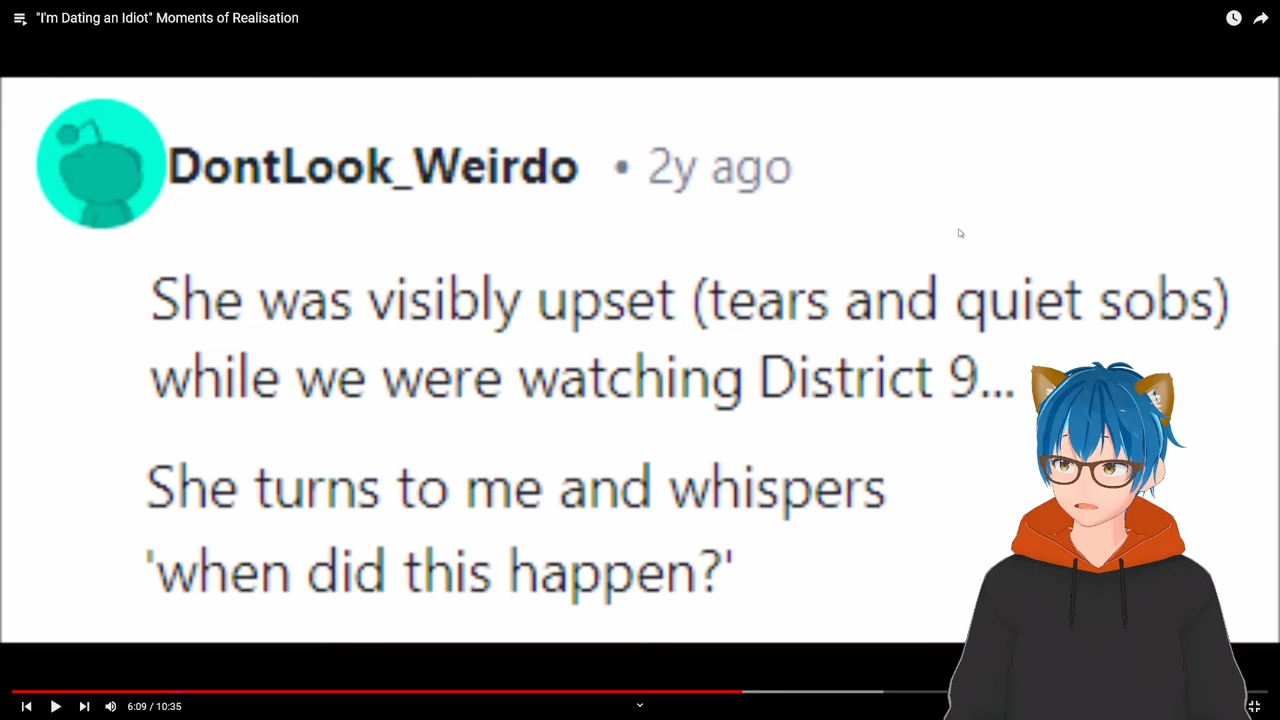 "I'm Dating an Idiot" Moments of Realisation
DontLook_Weirdo • 2y ago
She was visibly upset (tears and quiet sobs)
while we were watching District 9...
She turns to me and whispers
'when did this happen?'
6:09 / 10:35